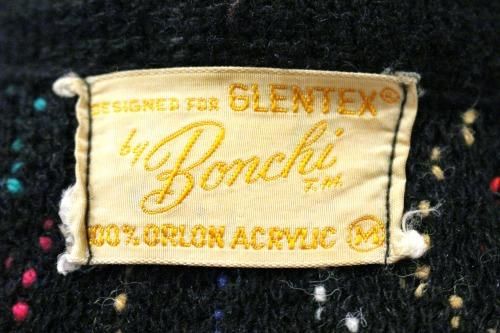 DESIGNED FOR GLENTEX®
by Bonchi T.M.
100% ORLON ACRYLIC M